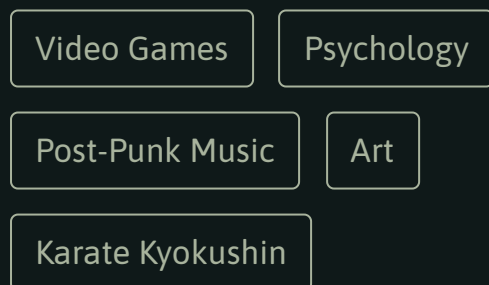 Video Games
Psychology
Post-Punk Music
Art
Karate Kyokushin